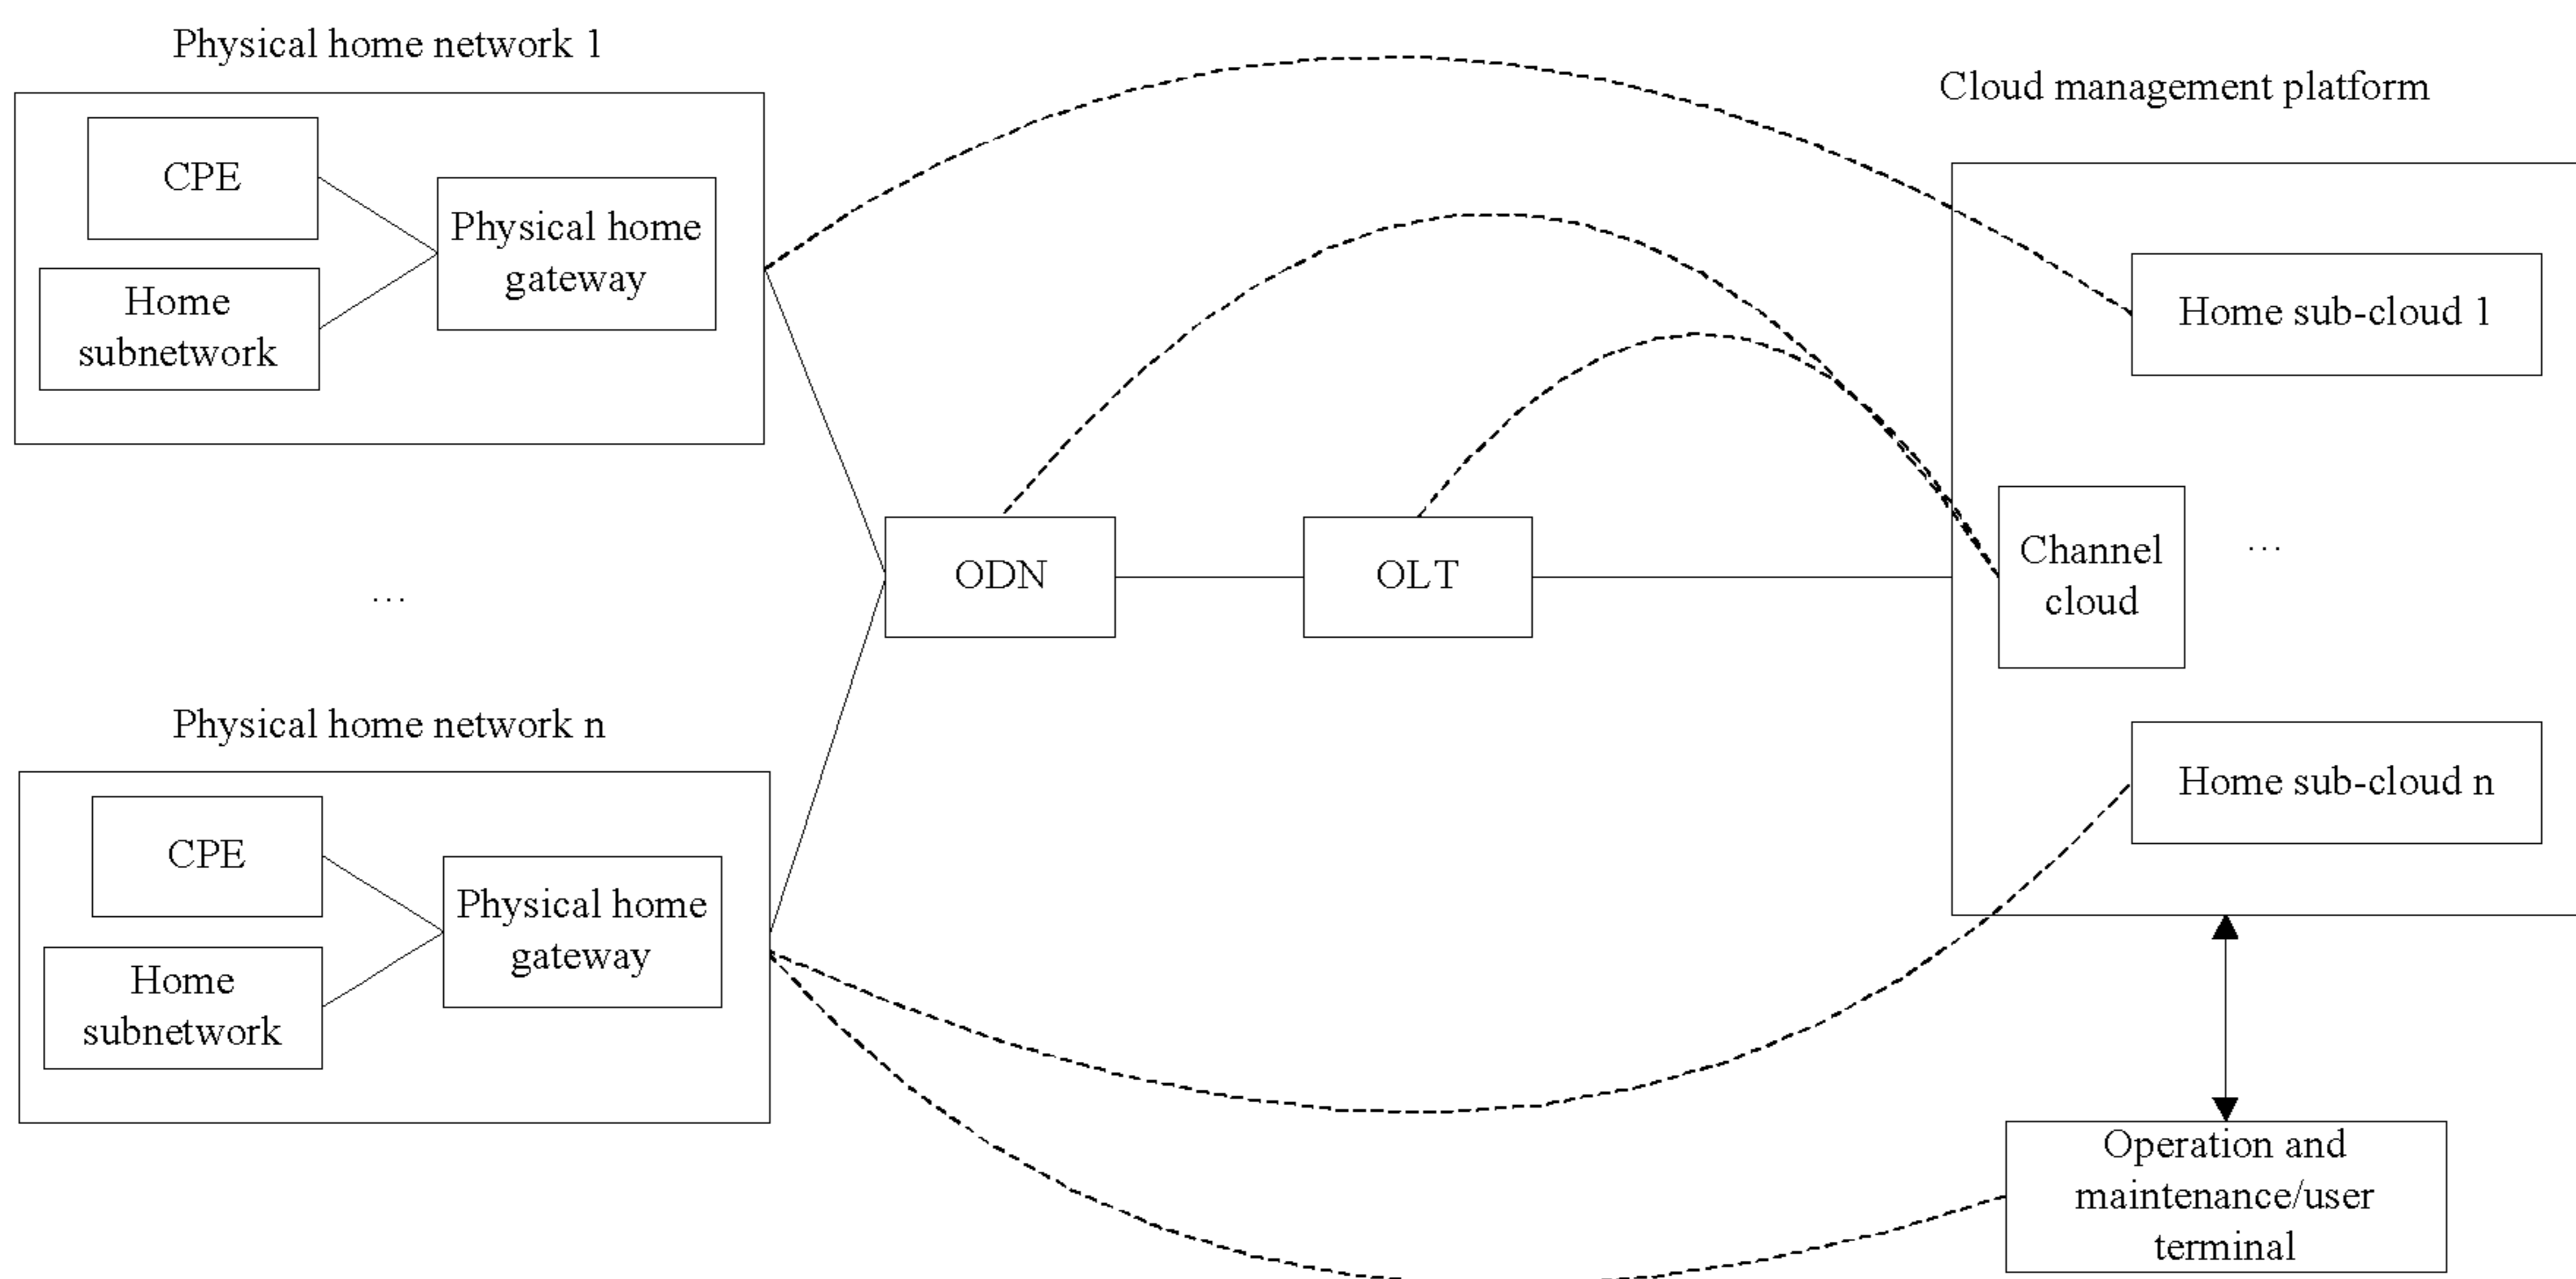 Physical home network 1
CPE
Physical home
gateway
Home
subnetwork
...
Physical home network n
CPE
Physical home
gateway
Home
subnetwork
ODN
OLT
Cloud management platform
Home sub-cloud 1
Channel
cloud
...
Home sub-cloud n
Operation and
maintenance/user
terminal